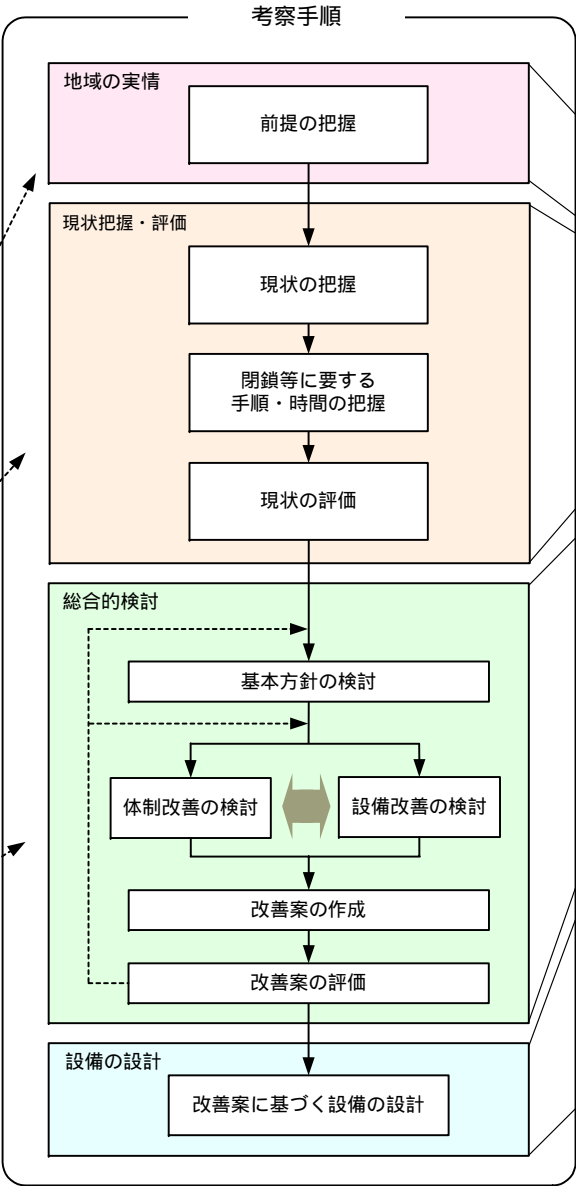 考察手順
地域の実情
前提の把握
現状把握・評価
現状の把握
閉鎖等に要する
手順・時間の把握
現状の評価
総合的検討
基本方針の検討
体制改善の検討
設備改善の検討
改善案の作成
改善案の評価
設備の設計
改善案に基づく設備の設計